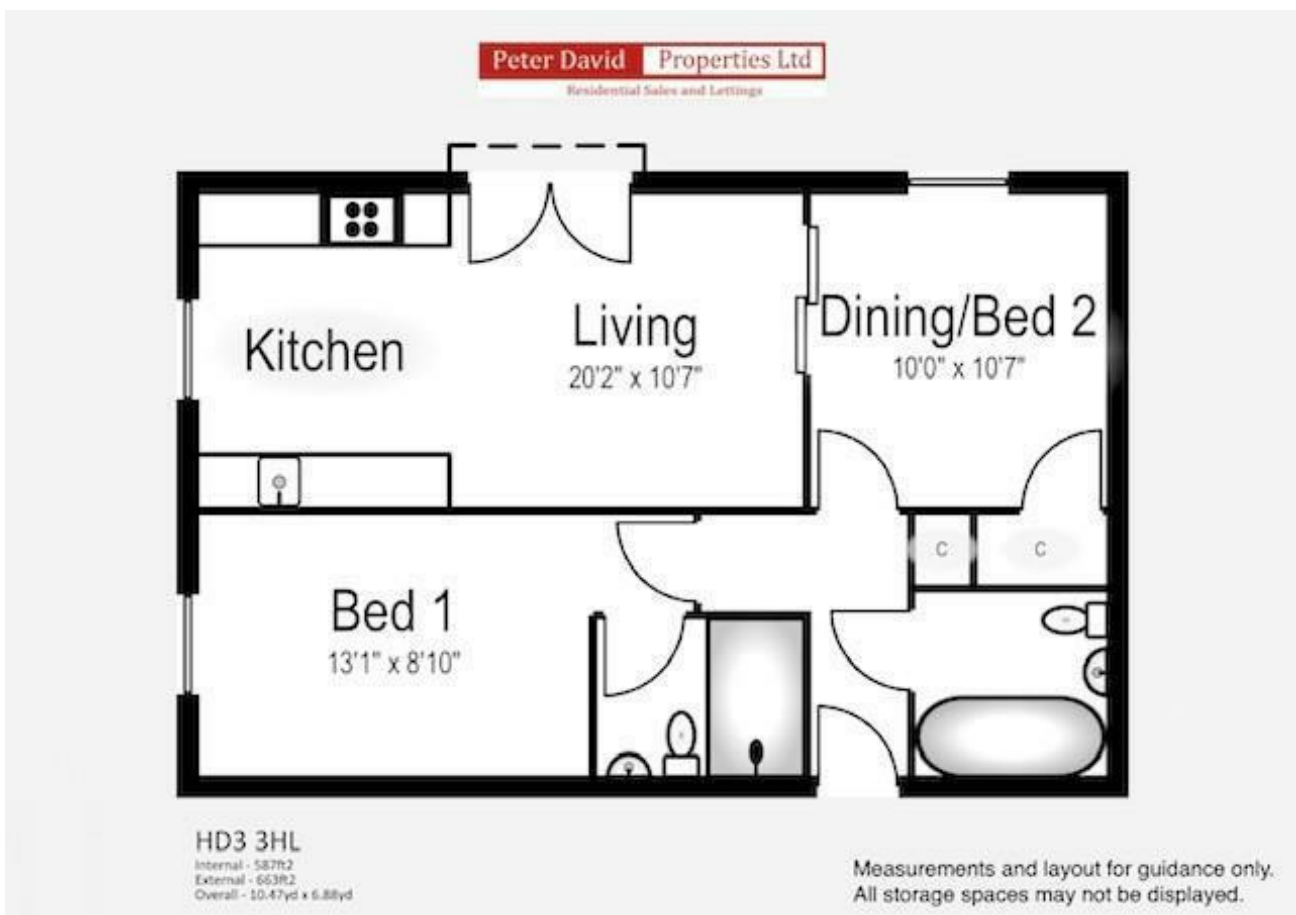 Peter David Properties Ltd
Residential Sales and Lettings
Kitchen
Living
20'2" x 10'7"
Dining/Bed 2
10'0" x 10'7"
Bed 1
13'1" x 8'10"
C
C
HD3 3HL
Internal - 587ft2
External - 663ft2
Overall - 10.47yd x 6.88yd
Measurements and layout for guidance only.
All storage spaces may not be displayed.